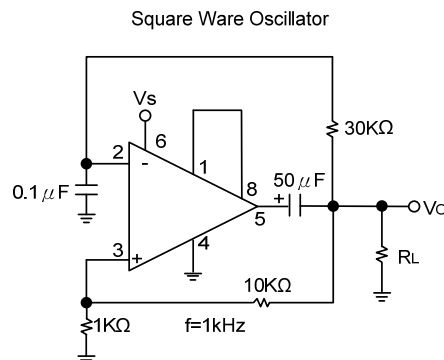 Square Ware Oscillator
Vs
6
2
-
1
30KΩ
0.1μF
8
50μF
+
5
Vo
3
+
4
RL
10KΩ
1KΩ
f=1kHz